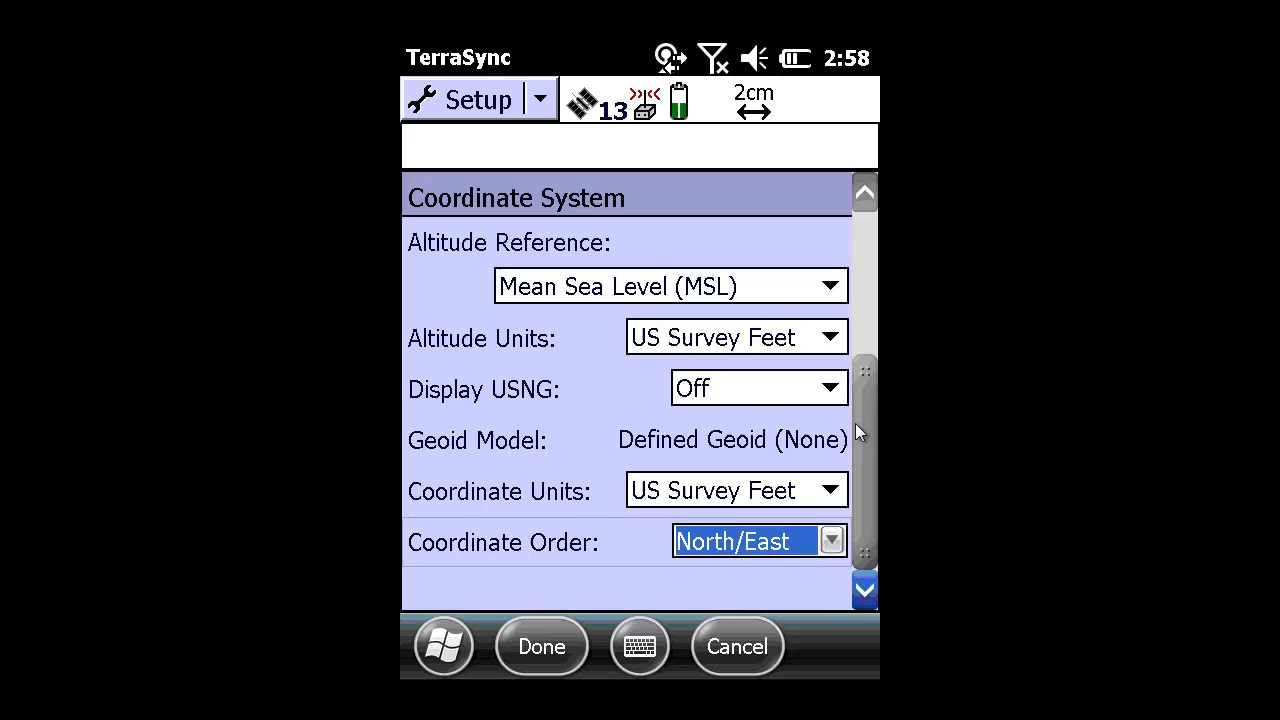 TerraSync 2:58
Setup 13 2cm
Coordinate System
Altitude Reference:
Mean Sea Level (MSL)
Altitude Units: US Survey Feet
Display USNG: Off
Geoid Model: Defined Geoid (None)
Coordinate Units: US Survey Feet
Coordinate Order: North/East
Done Cancel